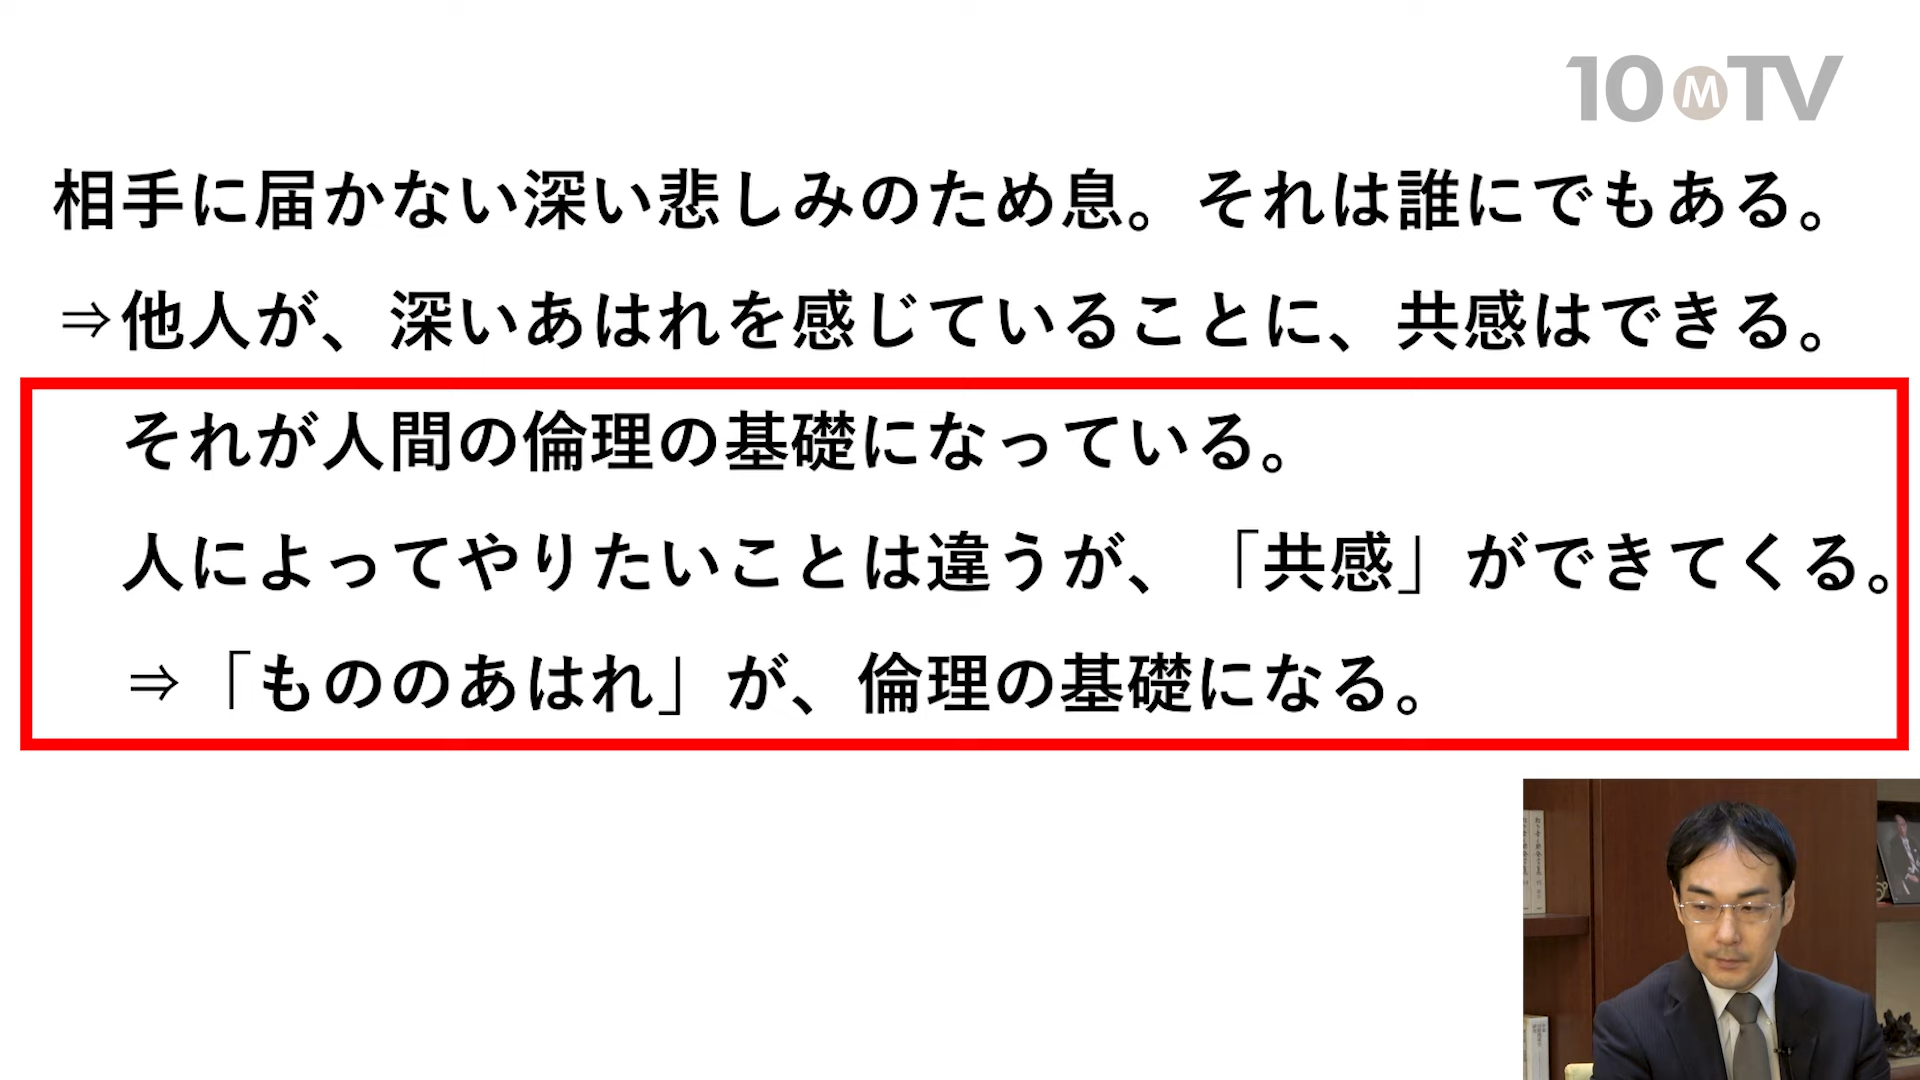 10MTV
相手に届かない深い悲しみのため息。それは誰にでもある。
⇒他人が、深いあはれを感じていることに、共感はできる。
それが人間の倫理の基礎になっている。
人によってやりたいことは違うが、「共感」ができてくる。
⇒「もののあはれ」が、倫理の基礎になる。